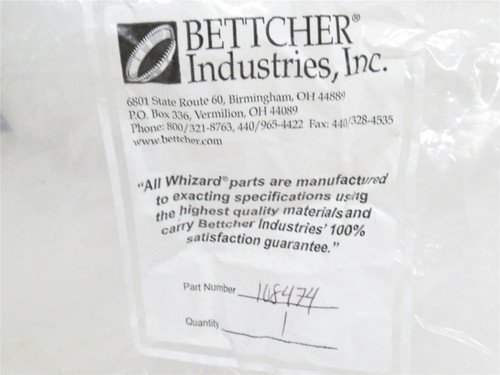 BETTCHER®
Industries, Inc.
6801 State Route 60, Birmingham, OH 44889
P.O. Box 336, Vermilion, OH 44089
Phone: 800/321-8763, 440/965-4422 Fax: 440/328-4535
www.bettcher.com
"All Whizard® parts are manufactured
to exacting specifications using
the highest quality materials and
carry Bettcher Industries' 100%
satisfaction guarantee."
Part Number 108474
Quantity 1